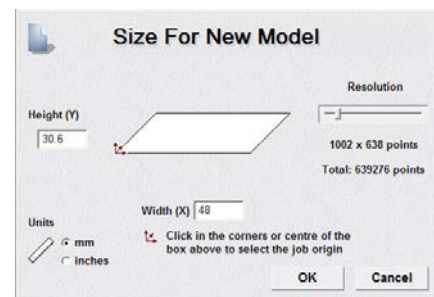 Size For New Model
Resolution
Height (Y)
30.6
1002 x 638 points
Total: 639276 points
Width (X) 48
Units
mm
inches
Click in the corners or centre of the
box above to select the job origin
OK
Cancel